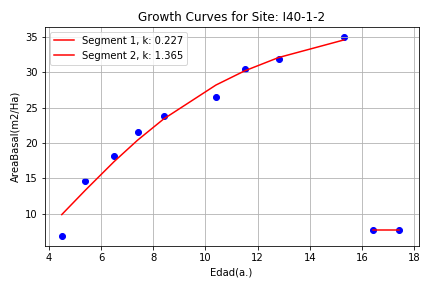 Growth Curves for Site: I40-1-2
Segment 1, k: 0.227
Segment 2, k: 1.365
AreaBasal(m2/Ha)
35
30
25
20
15
10
4 6 8 10 12 14 16 18
Edad(a.)